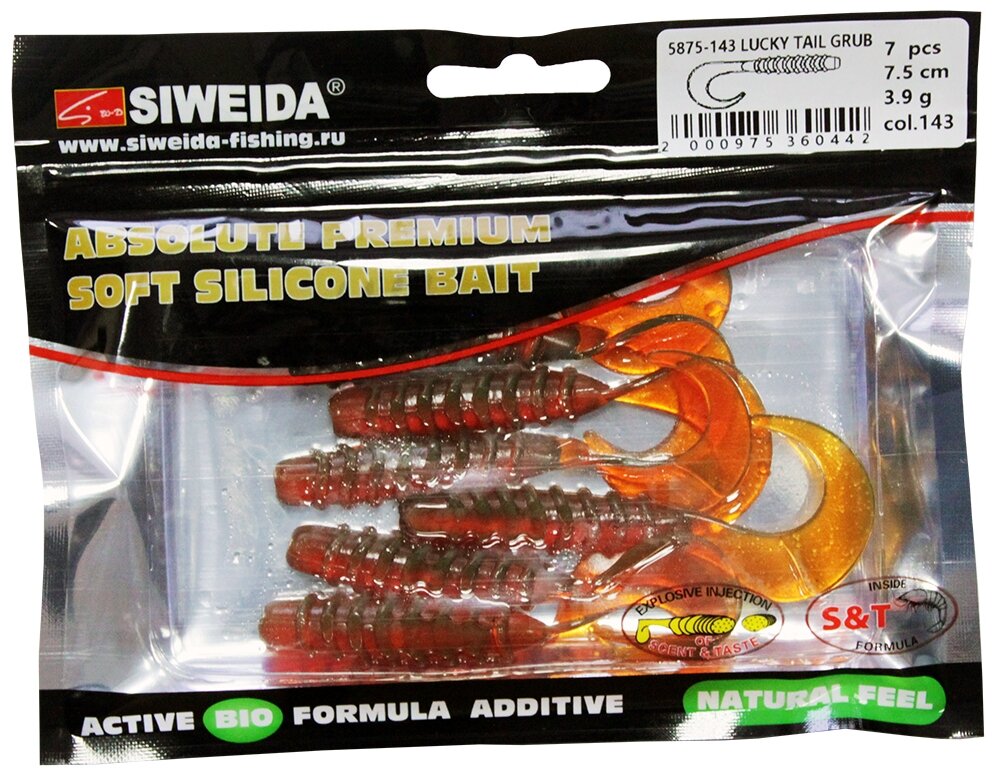 SIWEIDA®
www.siweida-fishing.ru
5875-143 LUCKY TAIL GRUB
7 pcs
7.5 cm
3.9 g
col.143
2 000975 360442
ABSOLUTE PREMIUM
SOFT SILICONE BAIT
EXPLOSIVE INJECTION
OF
SCENT & TASTE
INSIDE
S&T
FORMULA
ACTIVE BIO FORMULA ADDITIVE
NATURAL FEEL